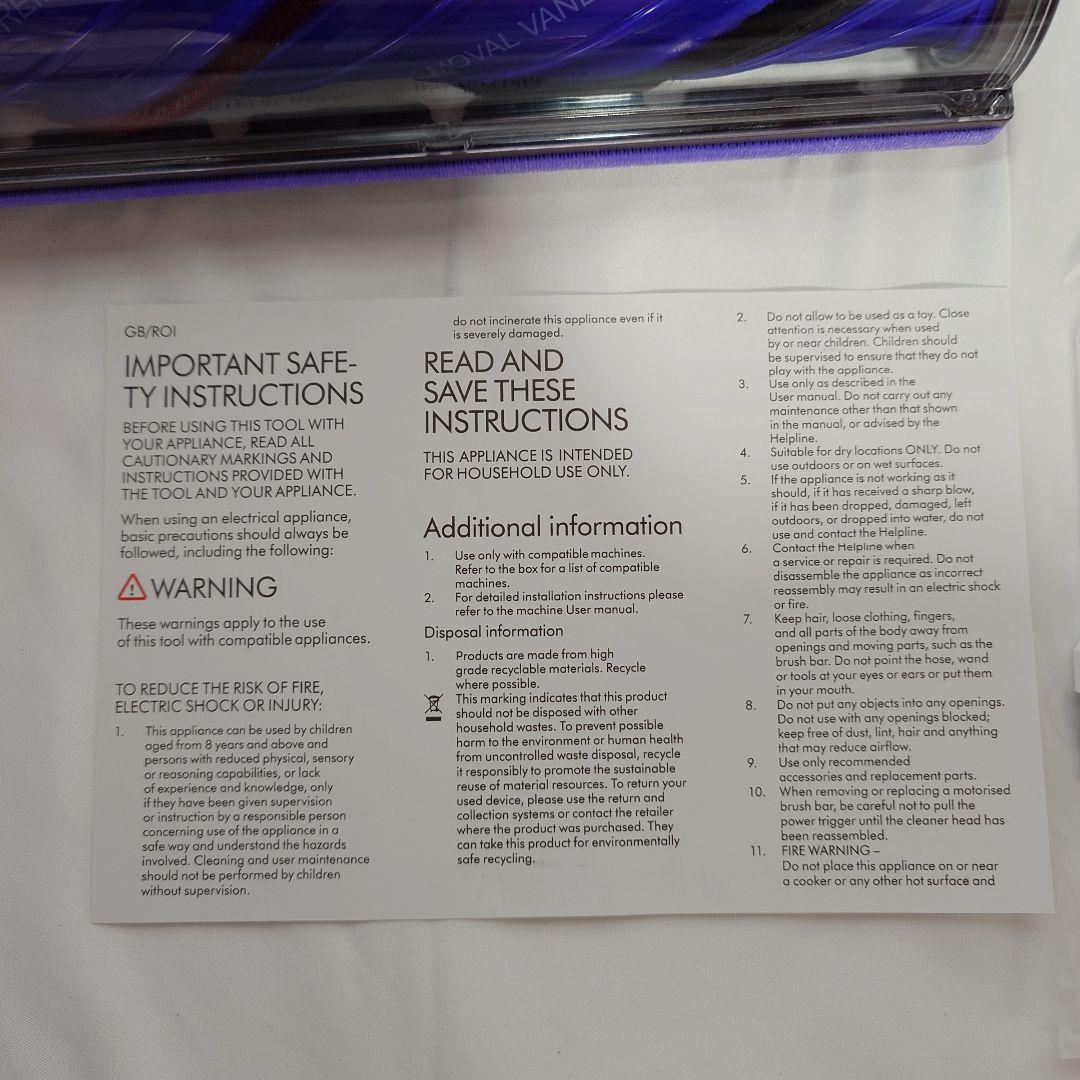 OVAL VANE
GB/ROI
IMPORTANT SAFE-
TY INSTRUCTIONS
BEFORE USING THIS TOOL WITH
YOUR APPLIANCE, READ ALL
CAUTIONARY MARKINGS AND
INSTRUCTIONS PROVIDED WITH
THE TOOL AND YOUR APPLIANCE.
When using an electrical appliance,
basic precautions should always be
followed, including the following:
WARNING
These warnings apply to the use
of this tool with compatible appliances.
TO REDUCE THE RISK OF FIRE,
ELECTRIC SHOCK OR INJURY:
1. This appliance can be used by children
aged from 8 years and above and
persons with reduced physical, sensory
or reasoning capabilities, or lack
of experience and knowledge, only
if they have been given supervision
or instruction by a responsible person
concerning use of the appliance in a
safe way and understand the hazards
involved. Cleaning and user maintenance
should not be performed by children
without supervision.
do not incinerate this appliance even if it
is severely damaged.
READ AND
SAVE THESE
INSTRUCTIONS
THIS APPLIANCE IS INTENDED
FOR HOUSEHOLD USE ONLY.
Additional information
1. Use only with compatible machines.
Refer to the box for a list of compatible
machines.
2. For detailed installation instructions please
refer to the machine User manual.
Disposal information
1. Products are made from high
grade recyclable materials. Recycle
where possible.
This marking indicates that this product
should not be disposed with other
household wastes. To prevent possible
harm to the environment or human health
from uncontrolled waste disposal, recycle
it responsibly to promote the sustainable
reuse of material resources. To return your
used device, please use the return and
collection systems or contact the retailer
where the product was purchased. They
can take this product for environmentally
safe recycling.
2. Do not allow to be used as a toy. Close
attention is necessary when used
by or near children. Children should
be supervised to ensure that they do not
play with the appliance.
3. Use only as described in the
User manual. Do not carry out any
maintenance other than that shown
in the manual, or advised by the
Helpline.
4. Suitable for dry locations ONLY. Do not
use outdoors or on wet surfaces.
5. If the appliance is not working as it
should, if it has received a sharp blow,
if it has been dropped, damaged, left
outdoors, or dropped into water, do not
use and contact the Helpline.
6. Contact the Helpline when
a service or repair is required. Do not
disassemble the appliance as incorrect
reassembly may result in an electric shock
or fire.
7. Keep hair, loose clothing, fingers,
and all parts of the body away from
openings and moving parts, such as the
brush bar. Do not point the hose, wand
or tools at your eyes or ears or put them
in your mouth.
8. Do not put any objects into any openings.
Do not use with any openings blocked;
keep free of dust, lint, hair and anything
that may reduce airflow.
9. Use only recommended
accessories and replacement parts.
10. When removing or replacing a motorised
brush bar, be careful not to pull the
power trigger until the cleaner head has
been reassembled.
11. FIRE WARNING –
Do not place this appliance on or near
a cooker or any other hot surface and